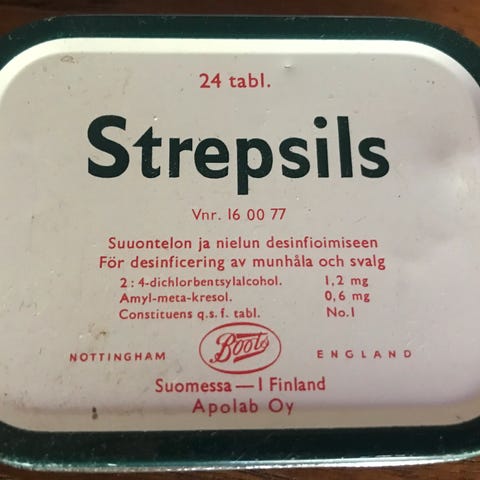 24 tabl.
Strepsils
Vnr. 16 00 77
Suuontelon ja nielun desinfioimiseen
För desinficering av munhåla och svalg
2 : 4-dichlorbentsylalcohol. 1,2 mg
Amyl-meta-kresol. 0,6 mg
Constituens q.s. f. tabl. No.1
NOTTINGHAM Boots ENGLAND
Suomessa — I Finland
Apolab Oy